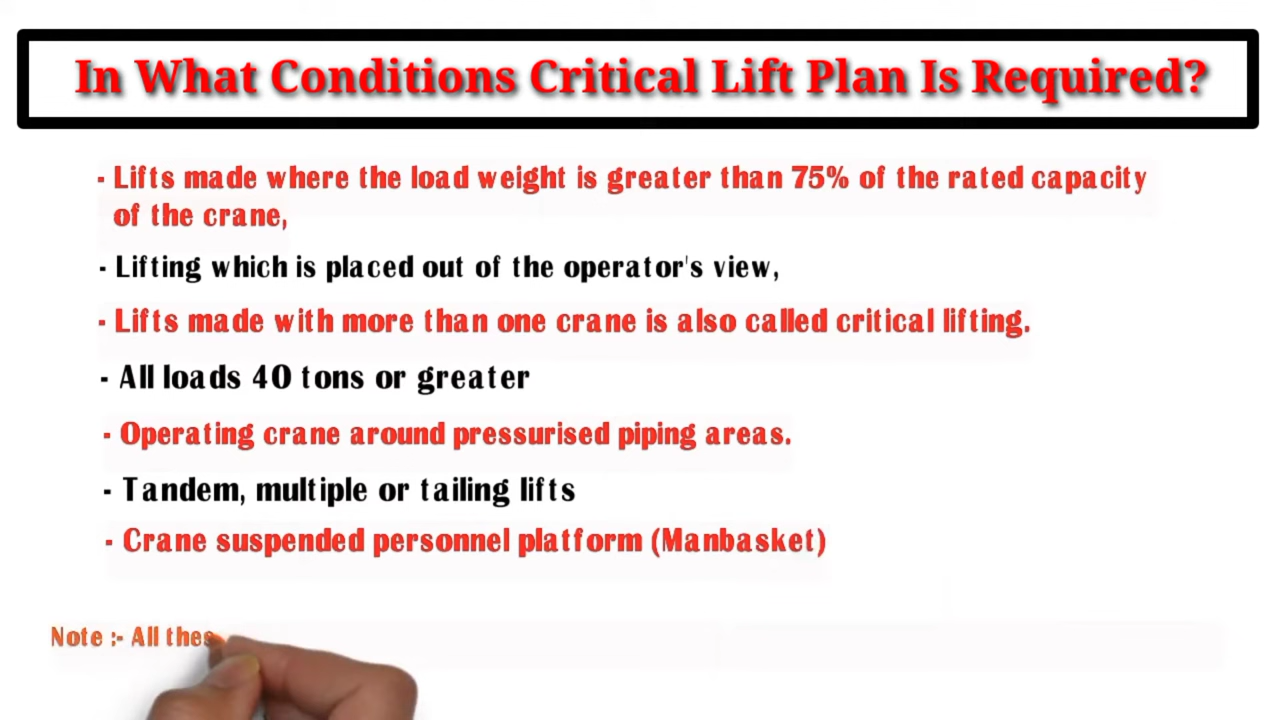 In What Conditions Critical Lift Plan Is Required?
- Lifts made where the load weight is greater than 75% of the rated capacity
of the crane,
- Lifting which is placed out of the operator's view,
- Lifts made with more than one crane is also called critical lifting.
- All loads 40 tons or greater
- Operating crane around pressurised piping areas.
- Tandem, multiple or tailing lifts
- Crane suspended personnel platform (Manbasket)
Note :- All thes